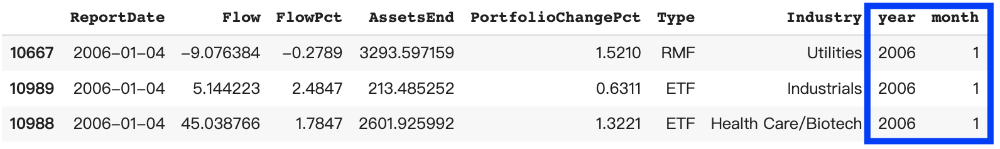 ReportDate Flow FlowPct AssetsEnd PortfolioChangePct Type Industry year month
10667 2006-01-04 -9.076384 -0.2789 3293.597159 1.5210 RMF Utilities 2006 1
10989 2006-01-04 5.144223 2.4847 213.485252 0.6311 ETF Industrials 2006 1
10988 2006-01-04 45.038766 1.7847 2601.925992 1.3221 ETF Health Care/Biotech 2006 1